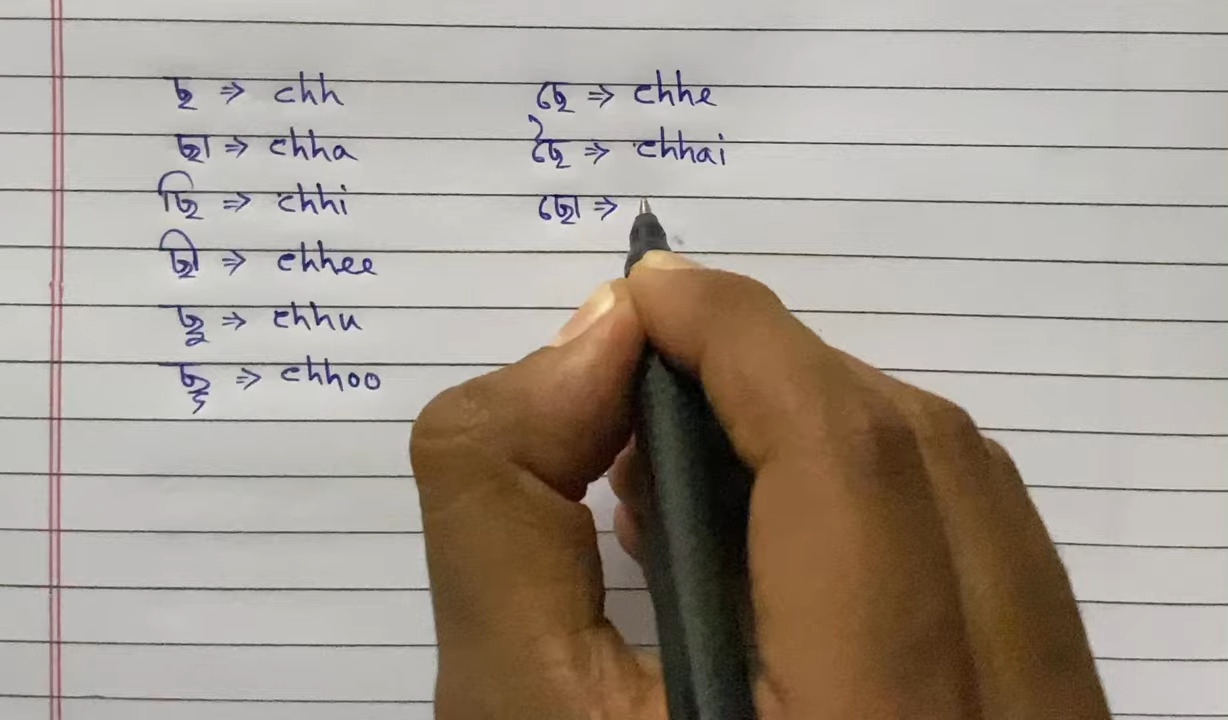 ছ ⇒ chh
ছা ⇒ chha
ছি ⇒ chhi
ছী ⇒ chhee
ছু ⇒ chhu
ছূ ⇒ chhoo
ছে ⇒ chhe
ছৈ ⇒ chhai
ছো ⇒